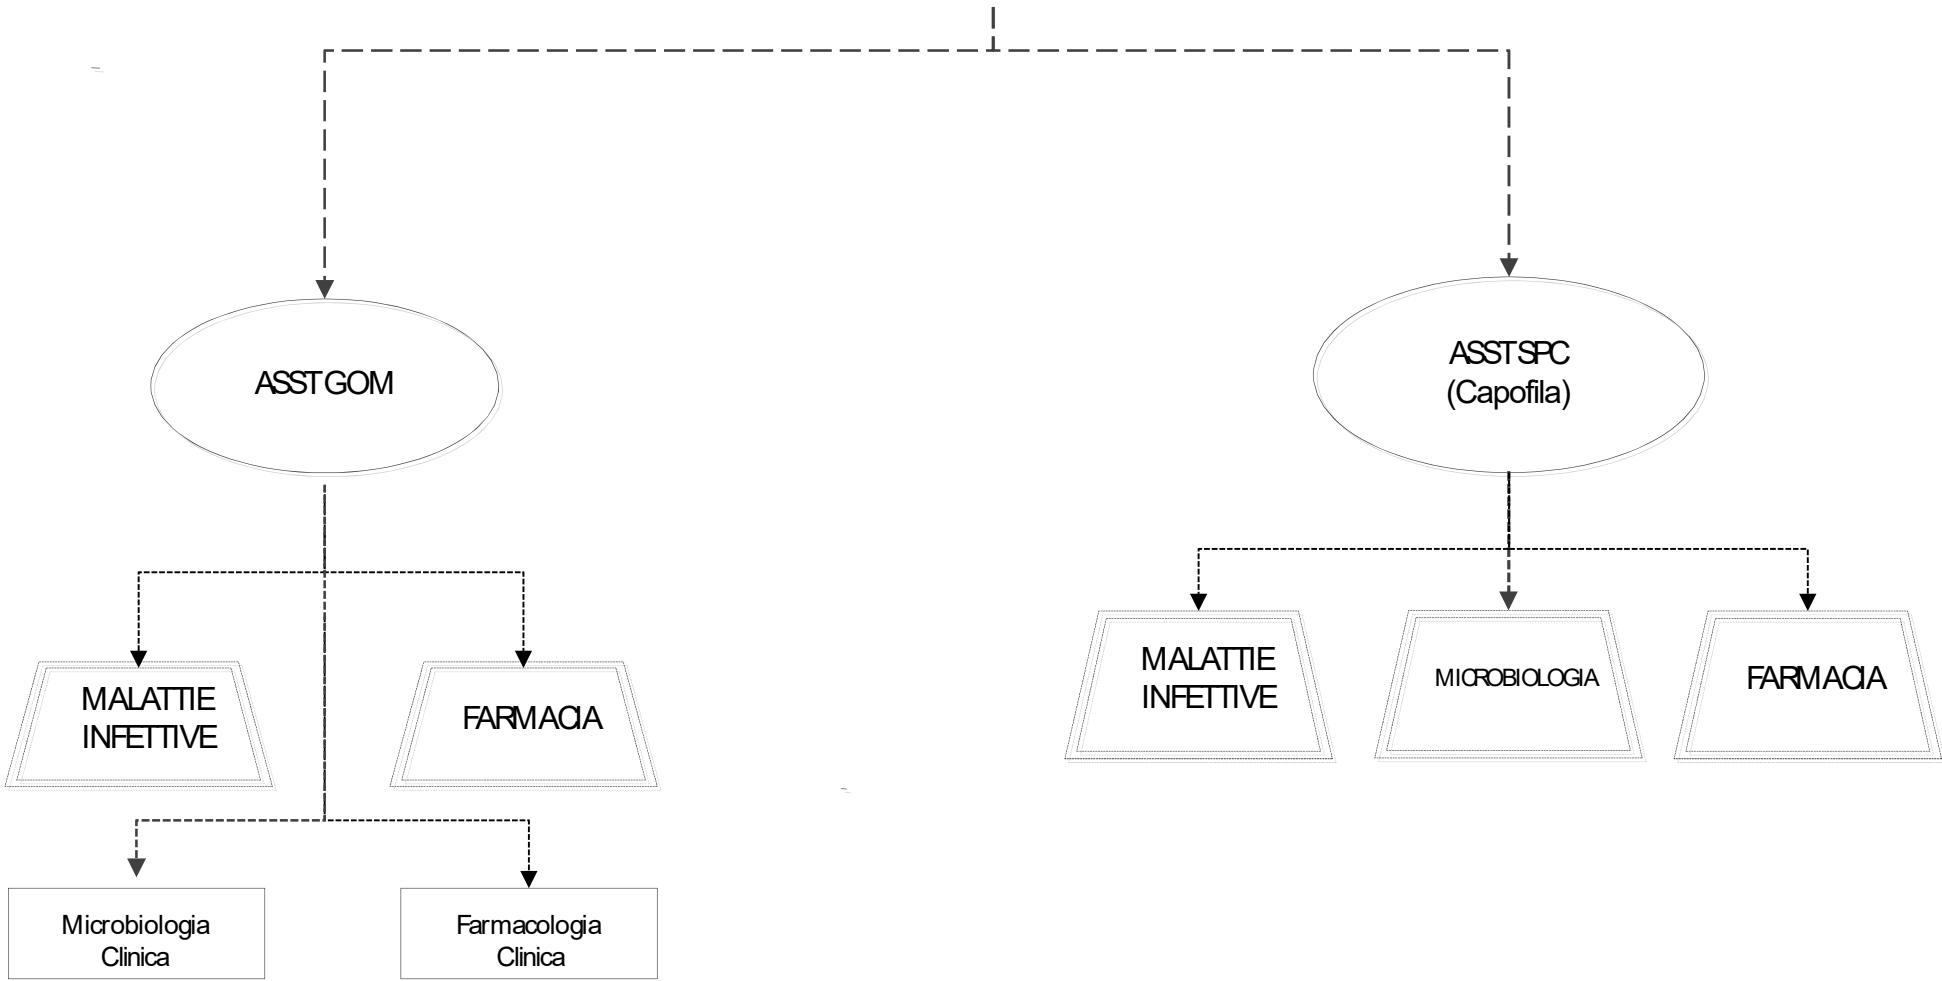 ASST GOM
ASST SPC
(Capofila)
MALATTIE
INFETTIVE
FARMACIA
MALATTIE
INFETTIVE
MICROBIOLOGIA
FARMACIA
Microbiologia
Clinica
Farmacologia
Clinica